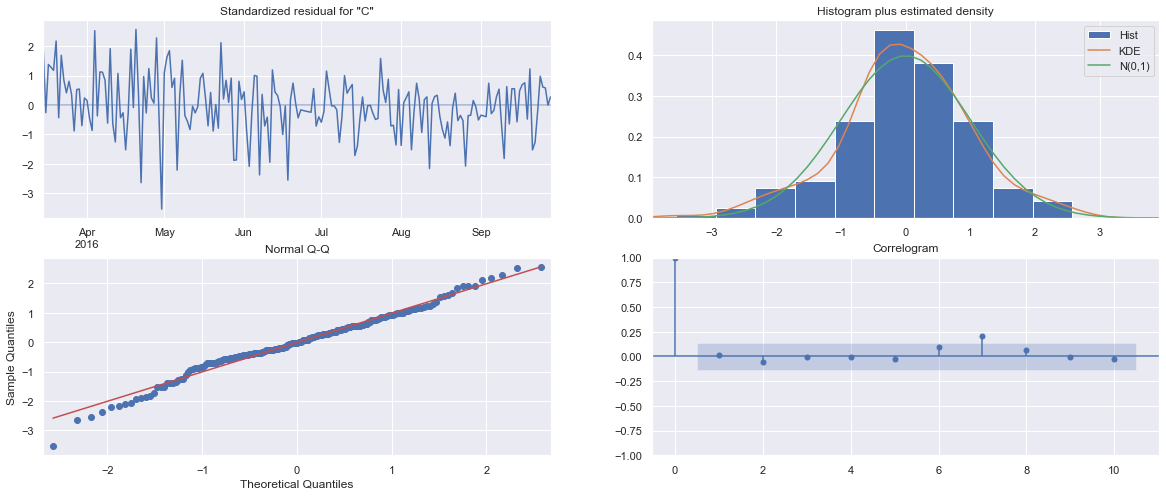 Standardized residual for "C"
2
1
0
−1
−2
−3
Apr
2016
May
Jun
Jul
Aug
Sep
Histogram plus estimated density
Hist
KDE
N(0,1)
0.4
0.3
0.2
0.1
0.0
−3 −2 −1 0 1 2 3
Normal Q-Q
Sample Quantiles
2
1
0
−1
−2
−3
−2 −1 0 1 2
Theoretical Quantiles
Correlogram
1.00
0.75
0.50
0.25
0.00
−0.25
−0.50
−0.75
−1.00
0 2 4 6 8 10